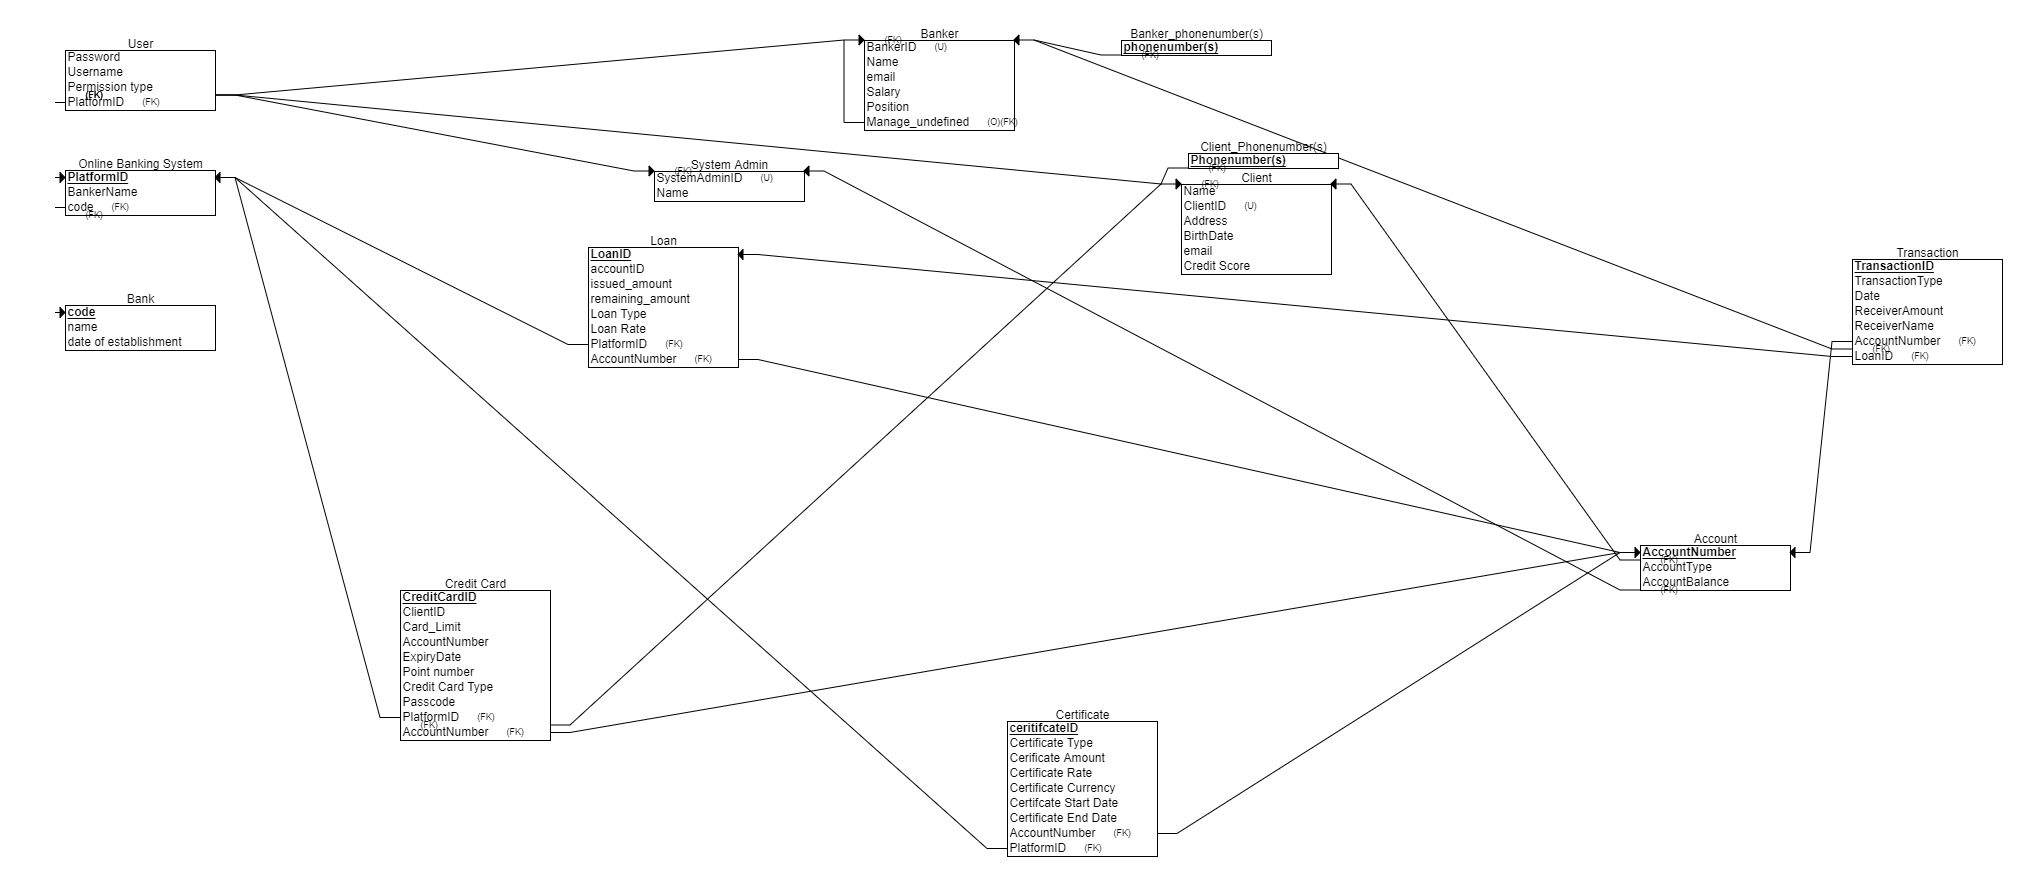 User
Password
Username
Permission type
(FK)
PlatformID (FK)
Online Banking System
PlatformID
BankerName
code (FK)
(FK)
Bank
code
name
date of establishment
Banker
(FK)
BankerID (U)
Name
email
Salary
Position
Manage_undefined (O)(FK)
Banker_phonenumber(s)
phonenumber(s)
(FK)
System Admin
(FK)
SystemAdminID (U)
Name
Client_Phonenumber(s)
Phonenumber(s)
(FK)
Client
(FK)
Name
ClientID (U)
Address
BirthDate
email
Credit Score
Loan
LoanID
accountID
issued_amount
remaining_amount
Loan Type
Loan Rate
PlatformID (FK)
AccountNumber (FK)
Transaction
TransactionID
TransactionType
Date
ReceiverAmount
ReceiverName
AccountNumber (FK)
(FK)
LoanID (FK)
Account
AccountNumber
(FK)
AccountType
AccountBalance
(FK)
Credit Card
CreditCardID
ClientID
Card_Limit
AccountNumber
ExpiryDate
Point number
Credit Card Type
Passcode
PlatformID (FK)
(FK)
AccountNumber (FK)
Certificate
ceritifcateID
Certificate Type
Cerificate Amount
Certificate Rate
Certificate Currency
Certifcate Start Date
Certificate End Date
AccountNumber (FK)
PlatformID (FK)